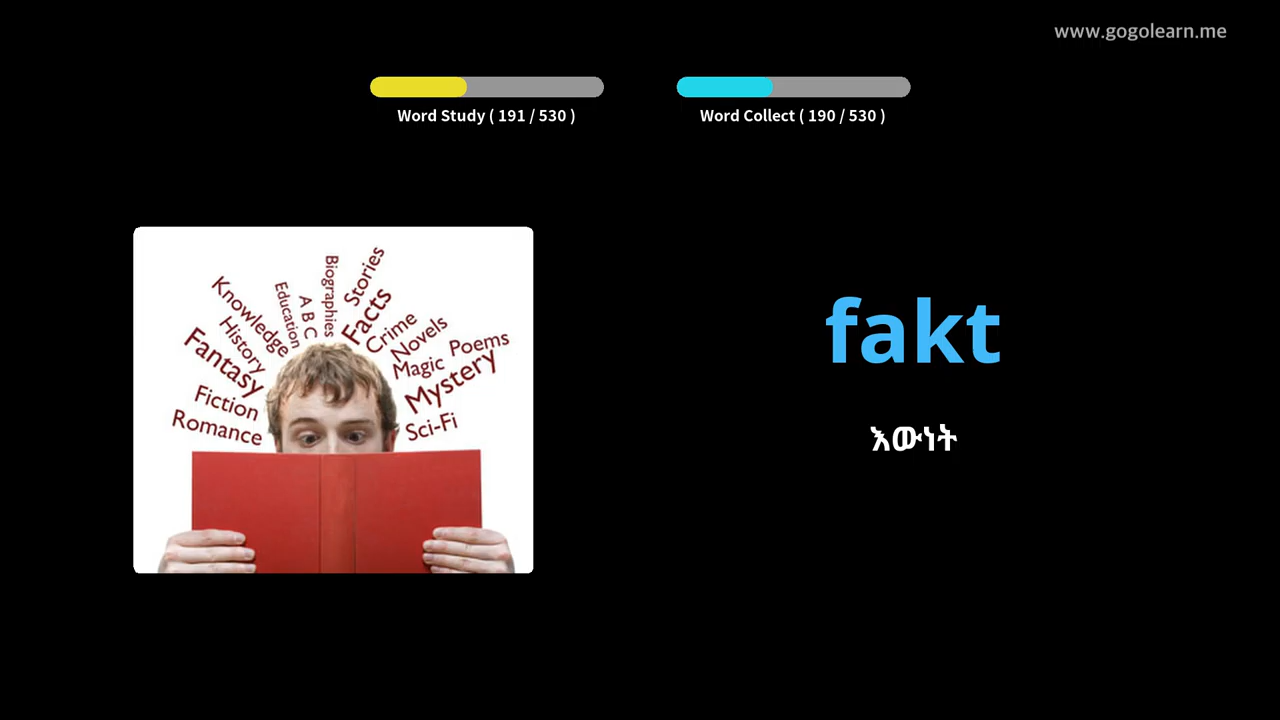 www.gogolearn.me
Word Study ( 191 / 530 )
Word Collect ( 190 / 530 )
Knowledge
Education
A B C
Biographies
Stories
Facts
Crime
Novels
Poems
Magic
Mystery
Sci-Fi
History
Fantasy
Fiction
Romance
fakt
እውነት